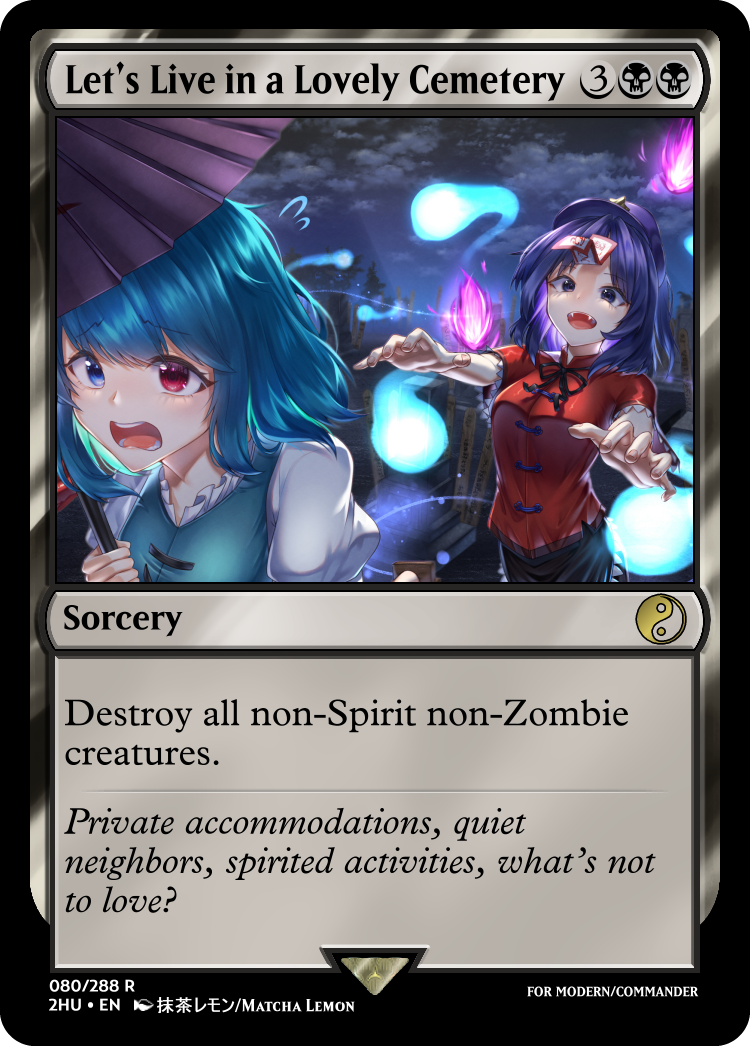 Let's Live in a Lovely Cemetery 3
Sorcery
Destroy all non-Spirit non-Zombie
creatures.
Private accommodations, quiet
neighbors, spirited activities, what's not
to love?
080/288 R
FOR MODERN/COMMANDER
2HU • EN 抹茶レモン/Matcha Lemon